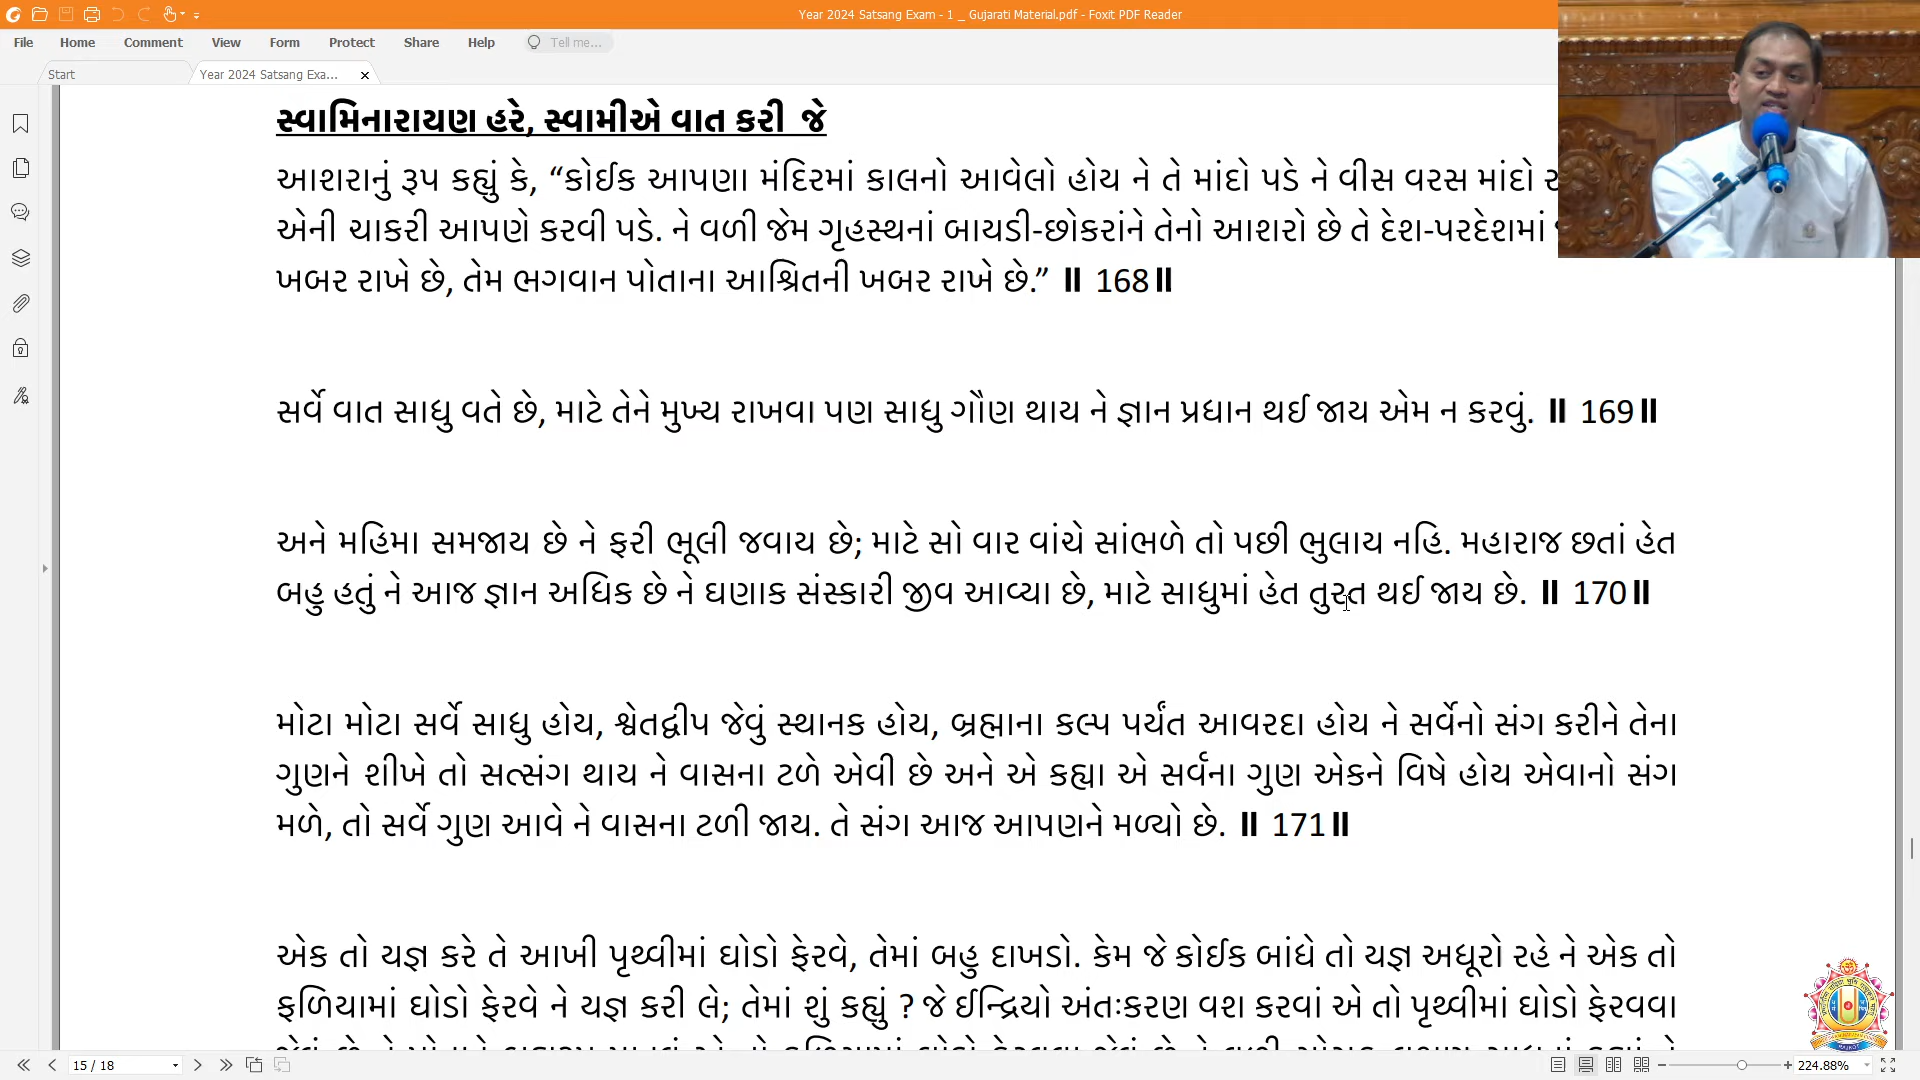 Year 2024 Satsang Exam - 1 _ Gujarati Material.pdf - Foxit PDF Reader
File Home Comment View Form Protect Share Help Tell me...
Start Year 2024 Satsang Exa...
સ્વામિનારાયણ હરે, સ્વામીએ વાત કરી જે
આશરાનું રૂપ કહ્યું કે, “કોઈક આપણા મંદિરમાં કાલનો આવેલો હોય ને તે માંદો પડે ને વીસ વરસ માંદો
એની ચાકરી આપણે કરવી પડે. ને વળી જેમ ગૃહસ્થનાં બાયડી-છોકરાંને તેનો આશરો છે તે દેશ-પરદેશમાં
ખબર રાખે છે, તેમ ભગવાન પોતાના આશ્રિતની ખબર રાખે છે.” ॥ 168॥
સર્વે વાત સાધુ વતે છે, માટે તેને મુખ્ય રાખવા પણ સાધુ ગૌણ થાય ને જ્ઞાન પ્રધાન થઈ જાય એમ ન કરવું. ॥ 169॥
અને મહિમા સમજાય છે ને ફરી ભૂલી જવાય છે; માટે સો વાર વાંચે સાંભળે તો પછી ભુલાય નહિ. મહારાજ છતાં હેત
બહુ હતું ને આજ જ્ઞાન અધિક છે ને ઘણાક સંસ્કારી જીવ આવ્યા છે, માટે સાધુમાં હેત તુરત થઈ જાય છે. ॥ 170॥
મોટા મોટા સર્વે સાધુ હોય, શ્વેતદ્વીપ જેવું સ્થાનક હોય, બ્રહ્માના કલ્પ પર્યંત આવરદા હોય ને સર્વેનો સંગ કરીને તેના
ગુણને શીખે તો સત્સંગ થાય ને વાસના ટળે એવી છે અને એ કહ્યા એ સર્વના ગુણ એકને વિષે હોય એવાનો સંગ
મળે, તો સર્વે ગુણ આવે ને વાસના ટળી જાય. તે સંગ આજ આપણને મળ્યો છે. ॥ 171॥
એક તો યજ્ઞ કરે તે આખી પૃથ્વીમાં ઘોડો ફેરવે, તેમાં બહુ દાખડો. કેમ જે કોઈક બાંધે તો યજ્ઞ અધૂરો રહે ને એક તો
ફળિયામાં ઘોડો ફેરવે ને યજ્ઞ કરી લે; તેમાં શું કહ્યું ? જે ઈન્દ્રિયો અંતઃકરણ વશ કરવાં એ તો પૃથ્વીમાં ઘોડો ફેરવવા
15 / 18 224.88%